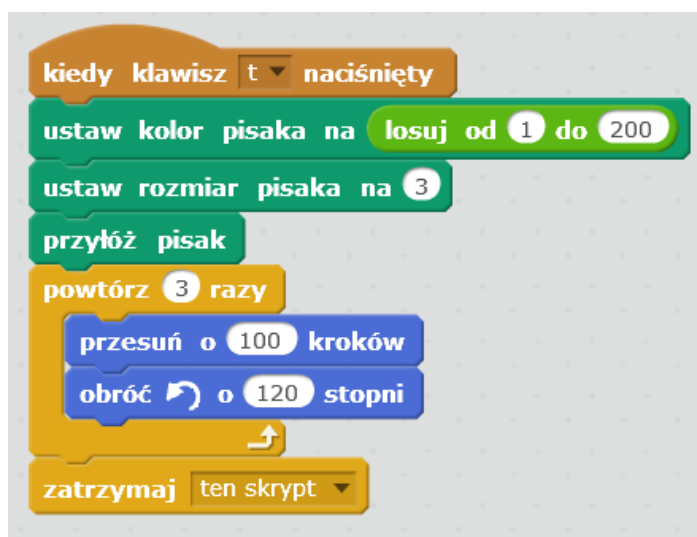 kiedy klawisz t naciśnięty
ustaw kolor pisaka na losuj od 1 do 200
ustaw rozmiar pisaka na 3
przyłóż pisak
powtórz 3 razy
przesuń o 100 kroków
obróć o 120 stopni
zatrzymaj ten skrypt